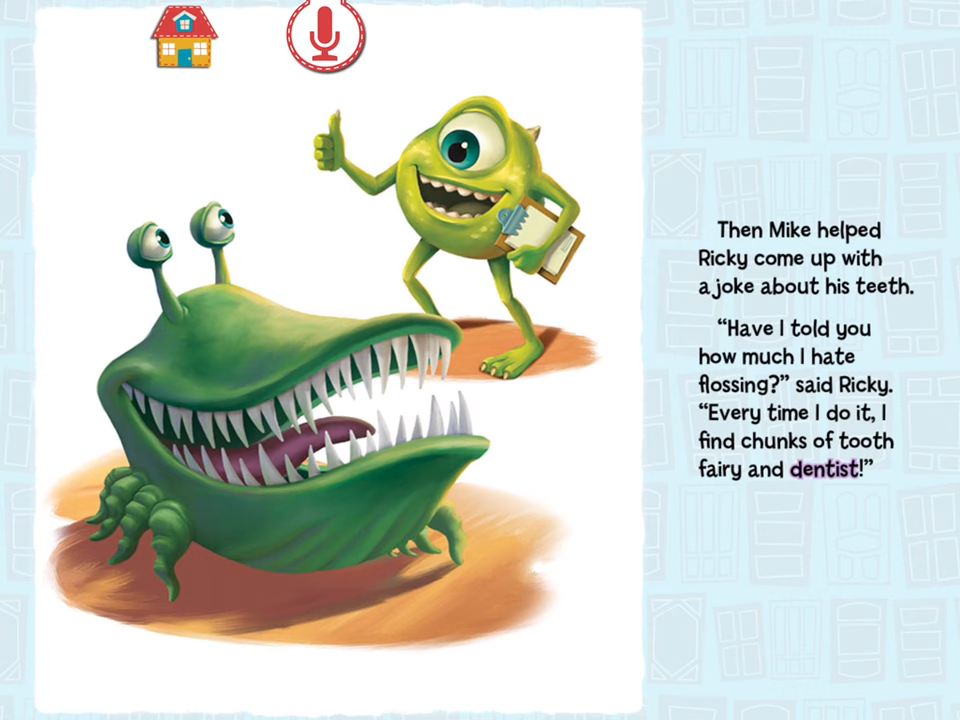 Then Mike helped
Ricky come up with
a joke about his teeth.
“Have I told you
how much I hate
flossing?” said Ricky.
“Every time I do it, I
find chunks of tooth
fairy and dentist!”